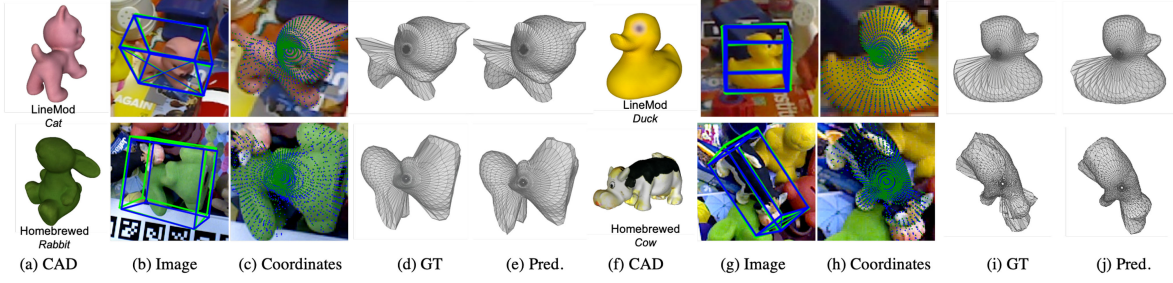 LineMod
Cat
AGAIN
LineMod
Duck
Homebrewed
Rabbit
Homebrewed
Cow
(a) CAD
(b) Image
(c) Coordinates
(d) GT
(e) Pred.
(f) CAD
(g) Image
(h) Coordinates
(i) GT
(j) Pred.